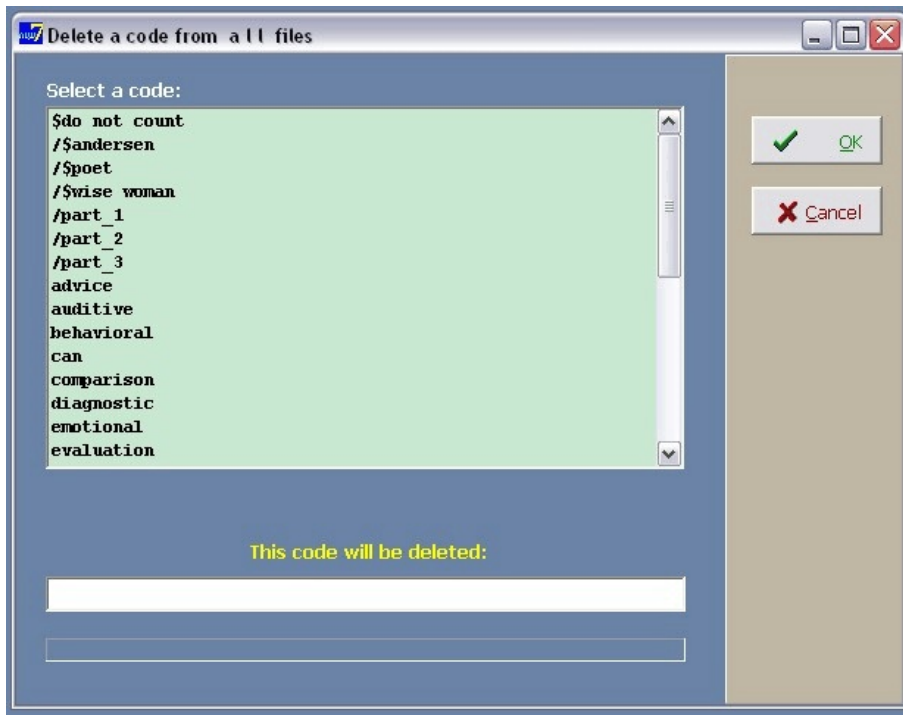 Delete a code from a l l files
Select a code:
$do not count
/$andersen
/$poet
/$wise woman
/part_1
/part_2
/part_3
advice
auditive
behavioral
can
comparison
diagnostic
emotional
evaluation
OK
Cancel
This code will be deleted: